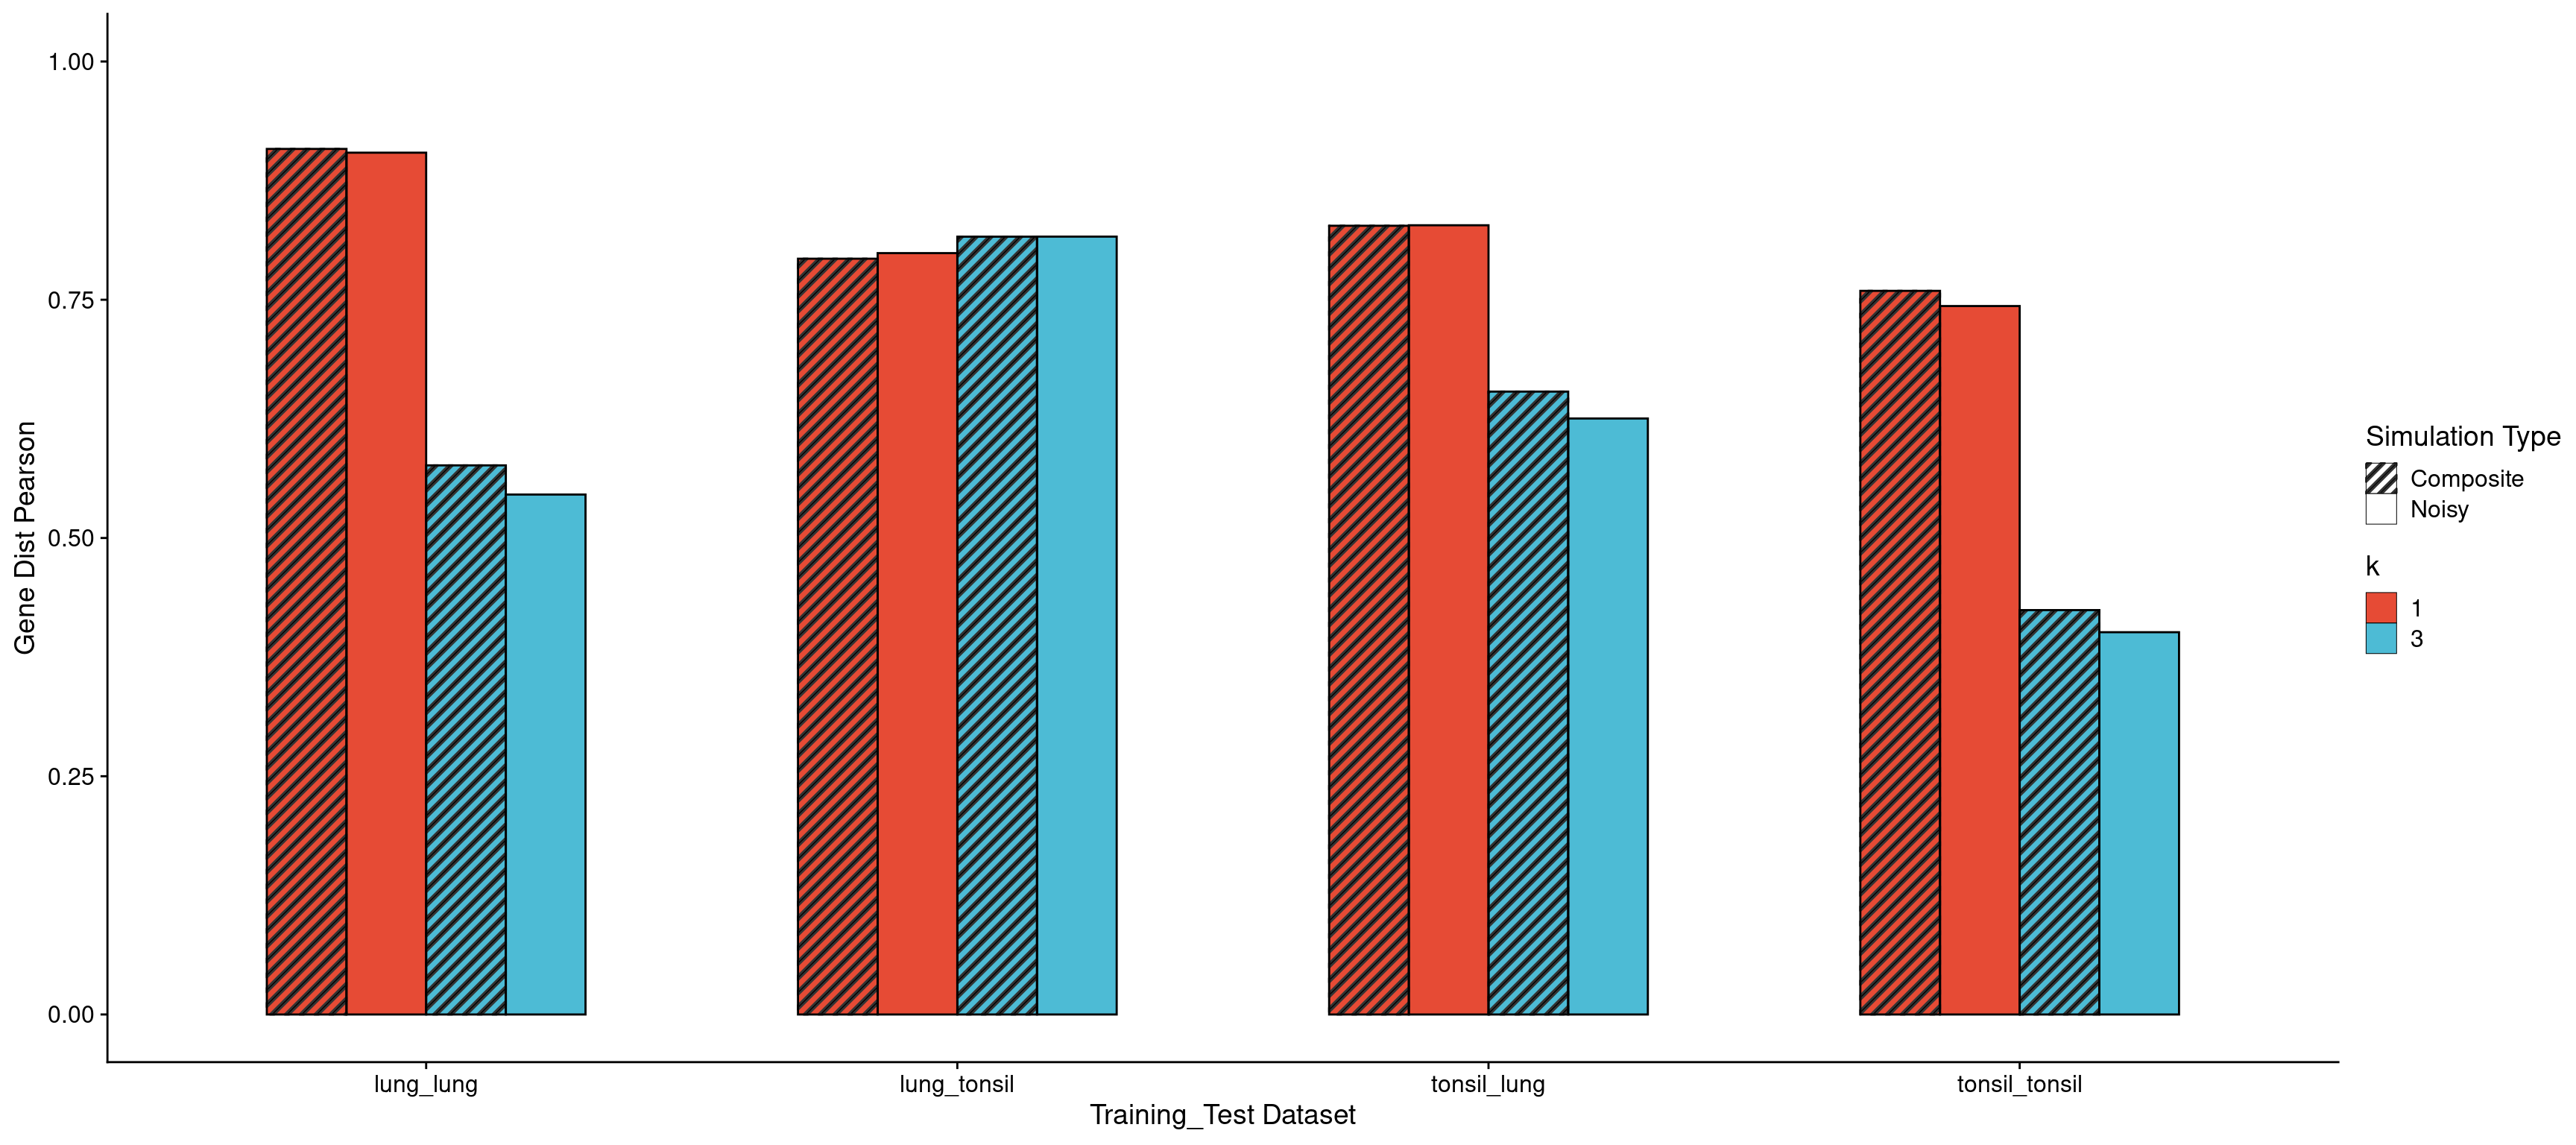 Gene Dist Pearson
1.00
0.75
0.50
0.25
0.00
lung_lung
lung_tonsil
tonsil_lung
tonsil_tonsil
Training_Test Dataset
Simulation Type
Composite
Noisy
k
1
3